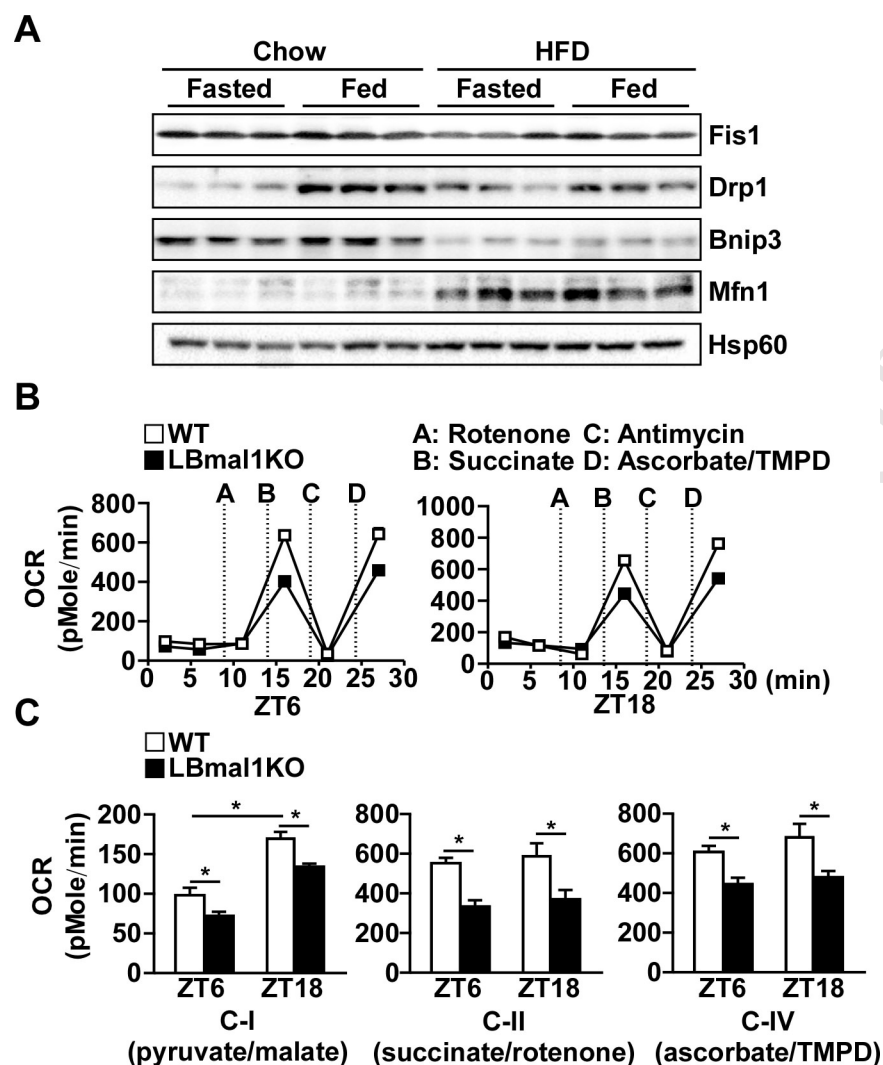 A
Chow HFD
Fasted Fed Fasted Fed
Fis1
Drp1
Bnip3
Mfn1
Hsp60
B
WT
LBmal1KO
A: Rotenone C: Antimycin
B: Succinate D: Ascorbate/TMPD
OCR
(pMole/min)
A B C D
800
600
400
200
0
0 5 10 15 20 25 30
ZT6
A B C D
1000
800
600
400
200
0
0 5 10 15 20 25 30 (min)
ZT18
C
WT
LBmal1KO
OCR
(pMole/min)
200
150
100
50
0
* * *
ZT6 ZT18
C-I
(pyruvate/malate)
800
600
400
200
0
* *
ZT6 ZT18
C-II
(succinate/rotenone)
800
600
400
200
0
* *
ZT6 ZT18
C-IV
(ascorbate/TMPD)